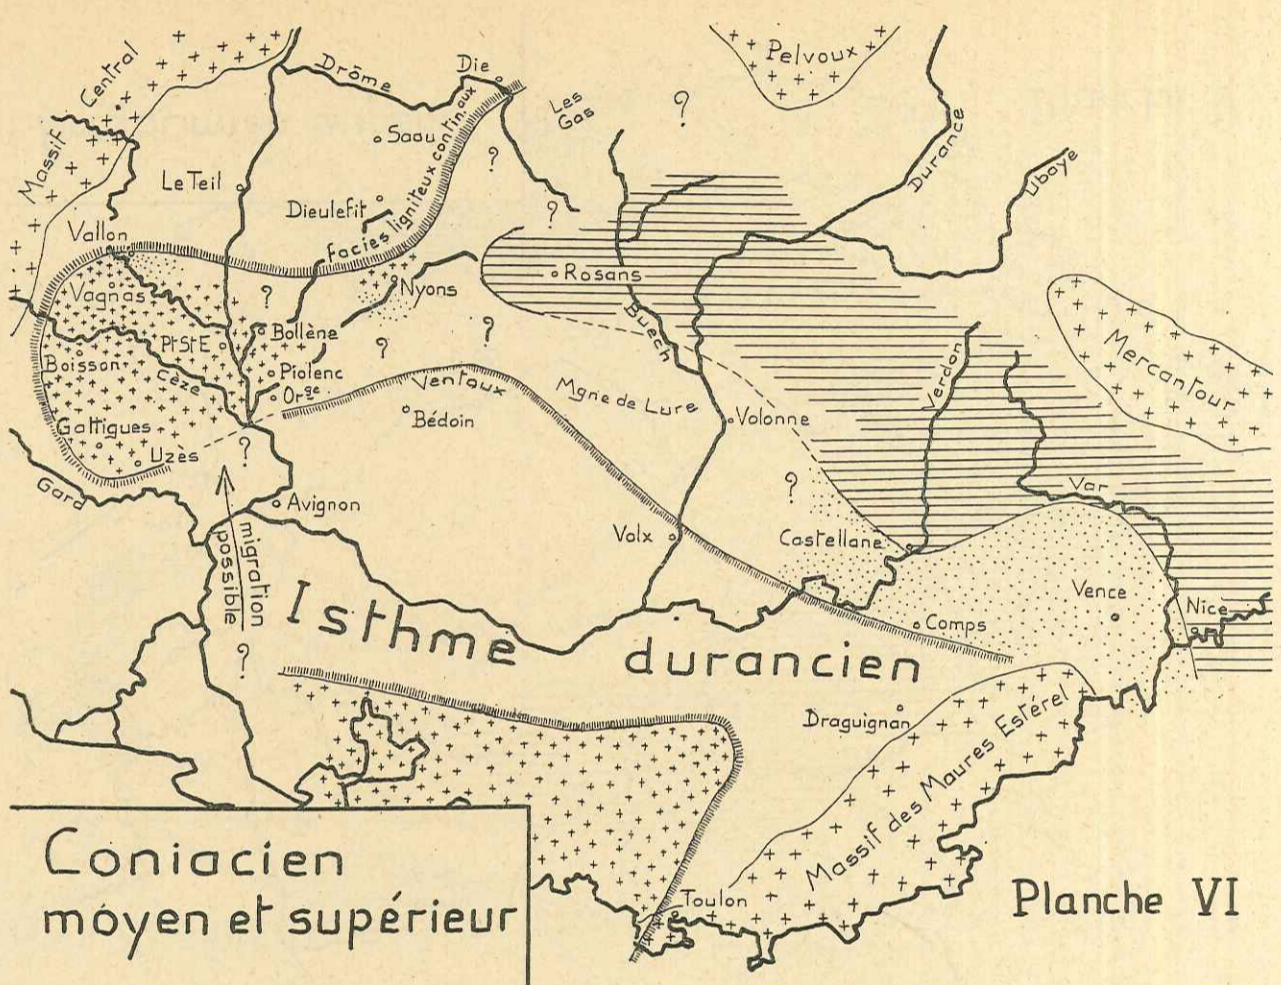 Massif Central
Pelvoux
Drôme
Die
Les
Gas
?
Saou
facies ligniteux continaux
?
Durance
Ubaye
Le Teil
Dieulefit
?
Vallon
Vagnas
?
Nyons
Rosans
Buech
Mercantour
Bollène
Pt St E
?
?
Boisson
Cèze
Piolenc
Orge
Ventoux
Mgne de Lure
Verdon
Bédoin
Volonne
Gattigues
Uzès
?
?
Gard
Avignon
Var
migration
possible
Volx
Castellane
Vence
Nice
Isthme durancien
Comps
?
Draguignan
Massif des Maures Estérel
Toulon
Coniacien
moyen et supérieur
Planche VI